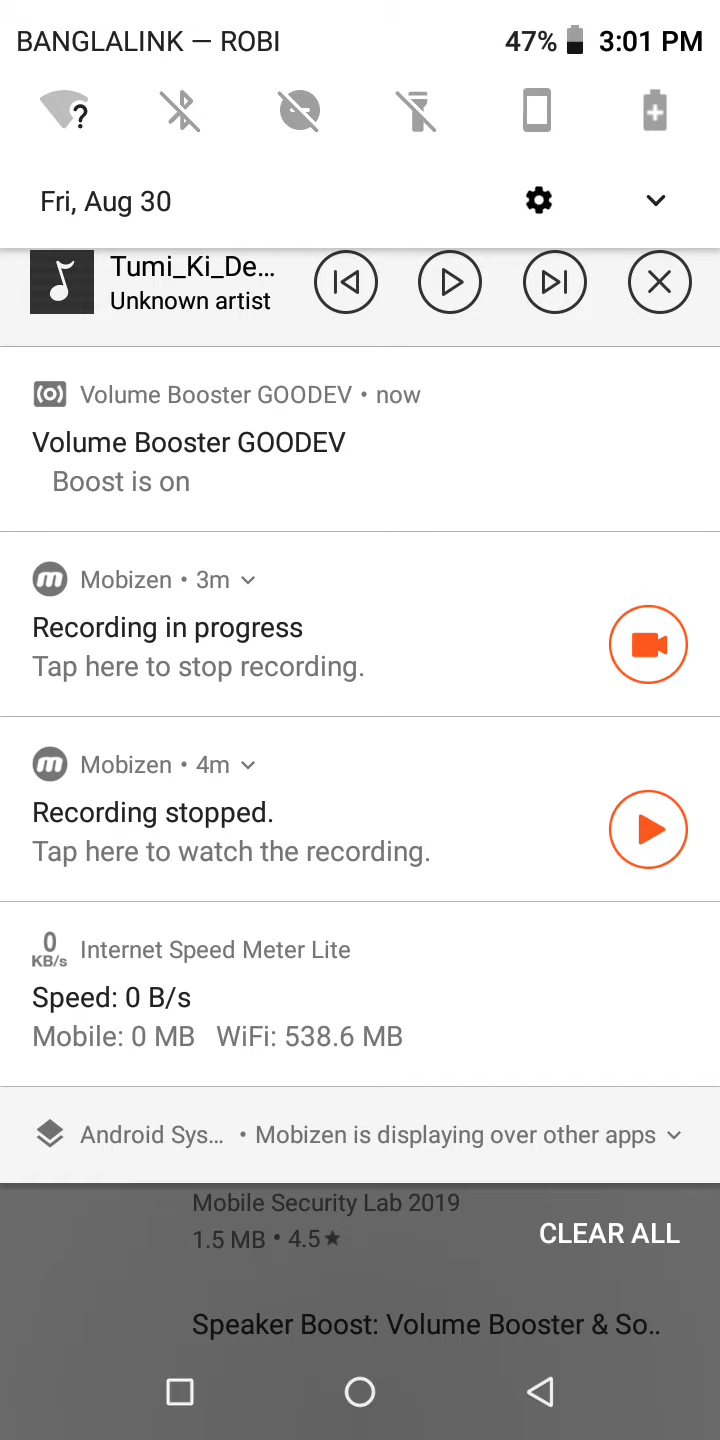 BANGLALINK — ROBI 47% 3:01 PM
?
Fri, Aug 30
Tumi_Ki_De...
Unknown artist
Volume Booster GOODEV • now
Volume Booster GOODEV
Boost is on
m Mobizen • 3m
Recording in progress
Tap here to stop recording.
m Mobizen • 4m
Recording stopped.
Tap here to watch the recording.
0
KB/s Internet Speed Meter Lite
Speed: 0 B/s
Mobile: 0 MB WiFi: 538.6 MB
Android Sys... • Mobizen is displaying over other apps
Mobile Security Lab 2019
1.5 MB • 4.5★
CLEAR ALL
Speaker Boost: Volume Booster & So..